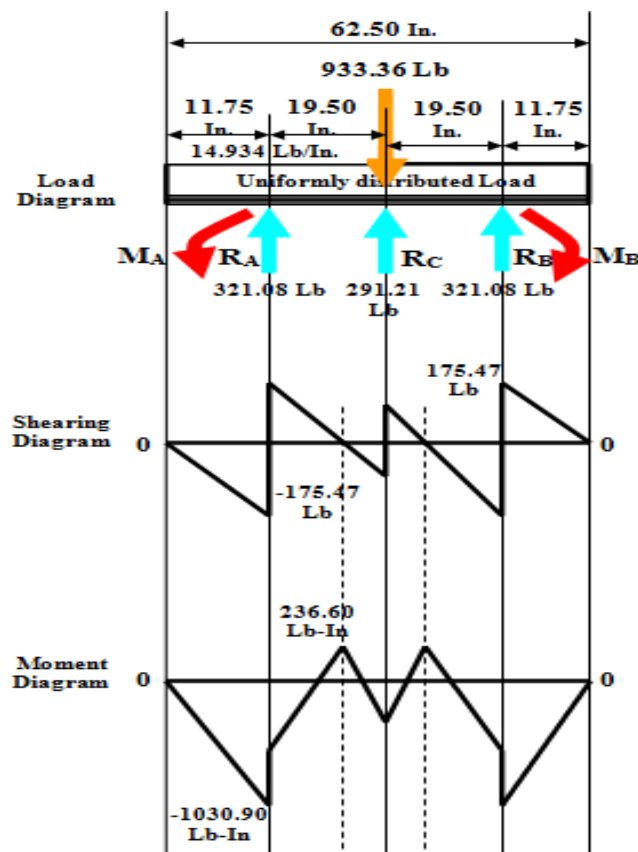 62.50 In.
933.36 Lb
11.75
In.
19.50
In.
19.50
In.
11.75
In.
14.934 Lb/In.
Load
Diagram
Uniformly distributed Load
MA
RA
RC
RB
MB
321.08 Lb
291.21
Lb
321.08 Lb
175.47
Lb
Shearing
Diagram
0
0
-175.47
Lb
236.60
Lb-In
Moment
Diagram
0
0
-1030.90
Lb-In